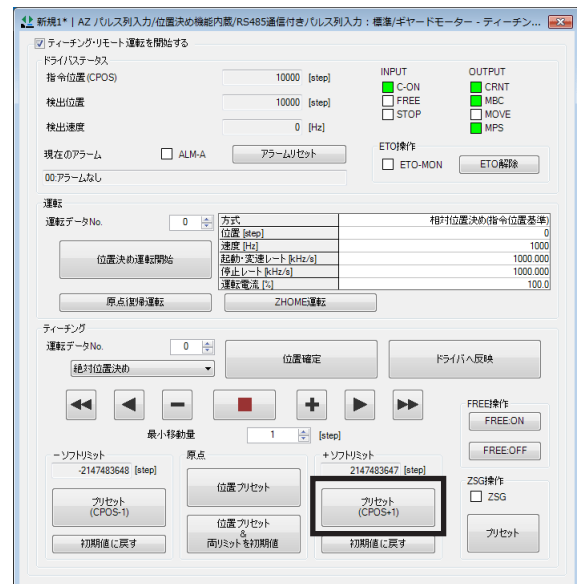 新規1* | AZ パルス列入力/位置決め機能内蔵/RS485通信付きパルス列入力：標準/ギヤードモーター - ティーチン...
ティーチング・リモート運転を開始する
ドライバステータス
指令位置(CPOS) 10000 [step]
検出位置 10000 [step]
検出速度 0 [Hz]
現在のアラーム ALM-A アラームリセット
00:アラームなし
INPUT OUTPUT
C-ON CRNT
FREE MBC
STOP MOVE
MPS
ETO操作
ETO-MON ETO解除
運転
運転データNo. 0
位置決め運転開始
方式 相対位置決め(指令位置基準)
位置 [step] 0
速度 [Hz] 1000
起動・変速レート [kHz/s] 1000.000
停止レート [kHz/s] 1000.000
運転電流 [%] 100.0
原点復帰運転 ZHOME運転
ティーチング
運転データNo. 0
絶対位置決め
位置確定 ドライバへ反映
最小移動量 1 [step]
FREE操作
FREE:ON
FREE:OFF
－ソフトリミット
-2147483648 [step]
プリセット
(CPOS-1)
初期値に戻す
原点
位置プリセット
位置プリセット
&
両リミットを初期値
＋ソフトリミット
2147483647 [step]
プリセット
(CPOS+1)
初期値に戻す
ZSG操作
ZSG
プリセット